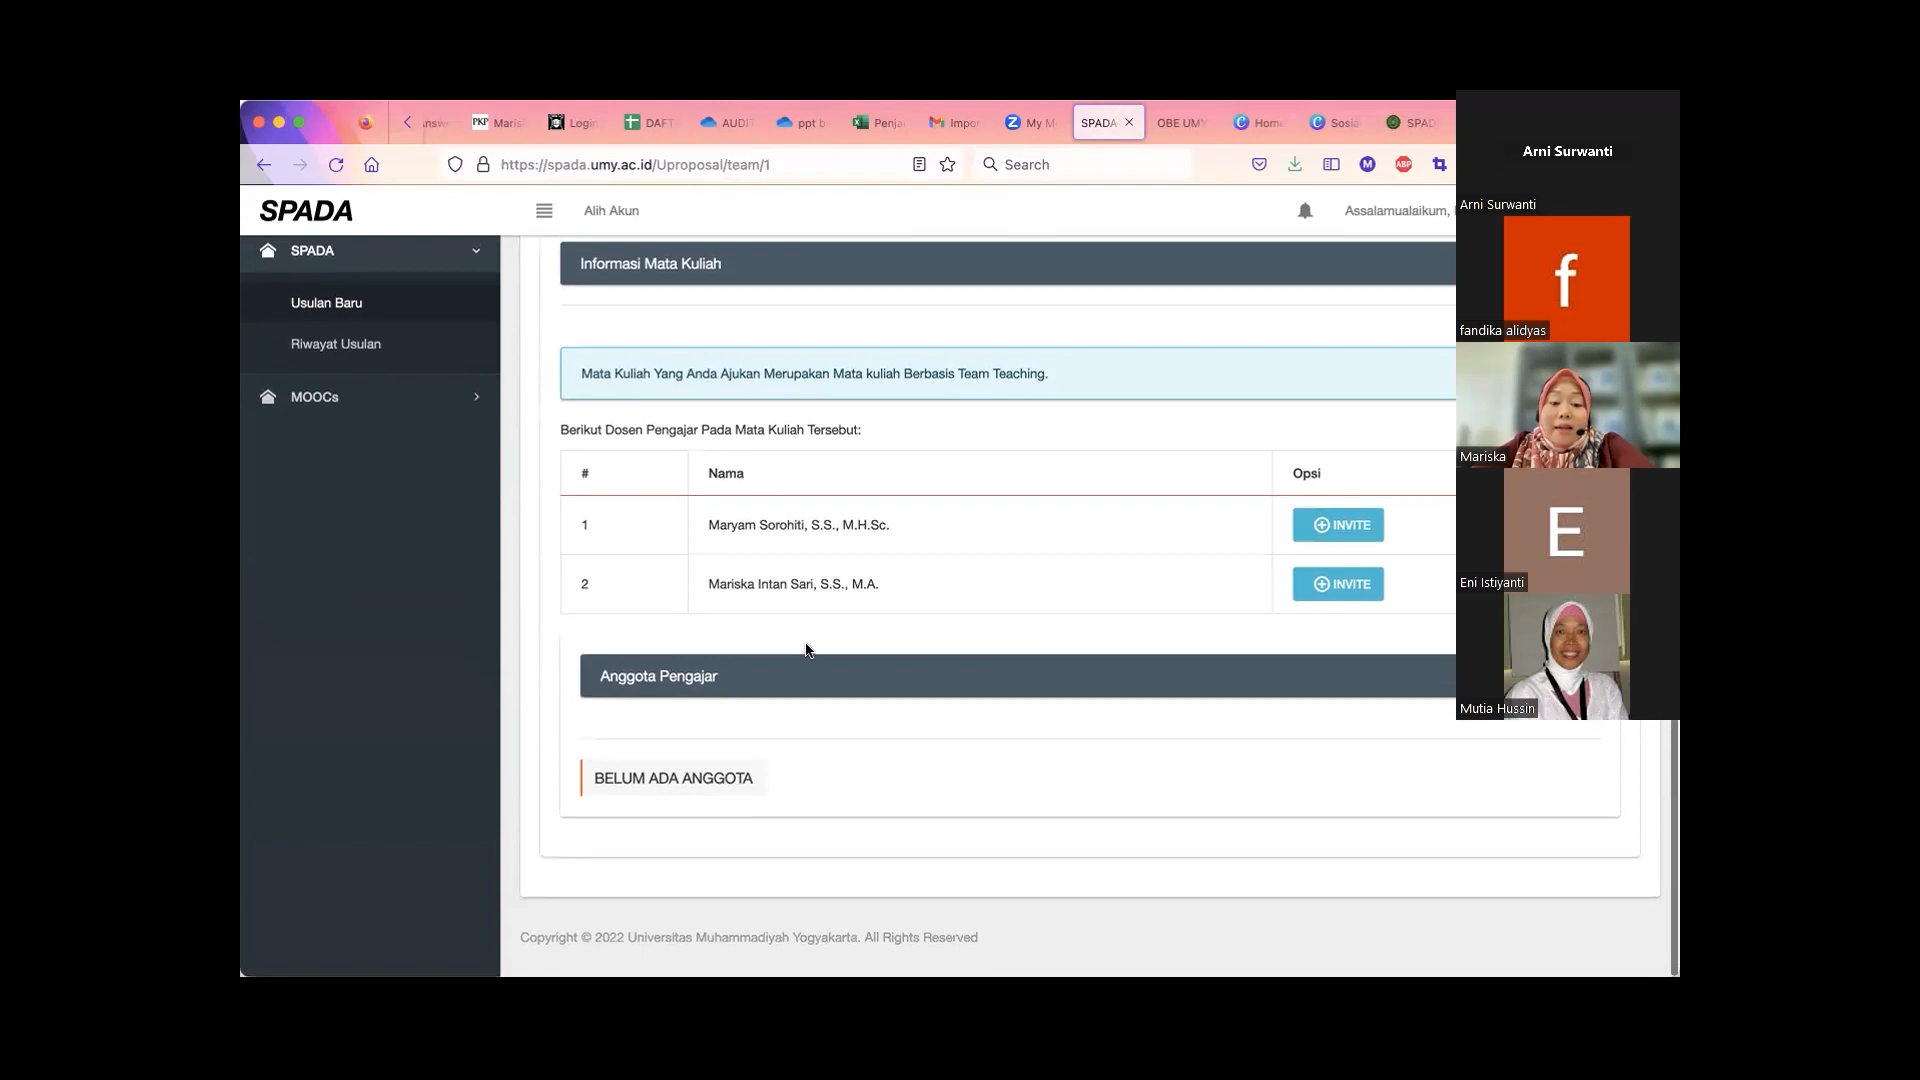 Maris
Login
DAFT
AUDI
ppt b
Penja
Impor
My M
SPADA
OBE UMY
Home
Sosia
SPAD
https://spada.umy.ac.id/Uproposal/team/1
Search
SPADA
Alih Akun
Assalamualaikum,
SPADA
Usulan Baru
Riwayat Usulan
MOOCs
Informasi Mata Kuliah
Mata Kuliah Yang Anda Ajukan Merupakan Mata kuliah Berbasis Team Teaching.
Berikut Dosen Pengajar Pada Mata Kuliah Tersebut:
# Nama Opsi
1 Maryam Sorohiti, S.S., M.H.Sc. INVITE
2 Mariska Intan Sari, S.S., M.A. INVITE
Anggota Pengajar
BELUM ADA ANGGOTA
Copyright © 2022 Universitas Muhammadiyah Yogyakarta. All Rights Reserved
Arni Surwanti
Arni Surwanti
f
fandika alidyas
Mariska
E
Eni Istiyanti
Mutia Hussin